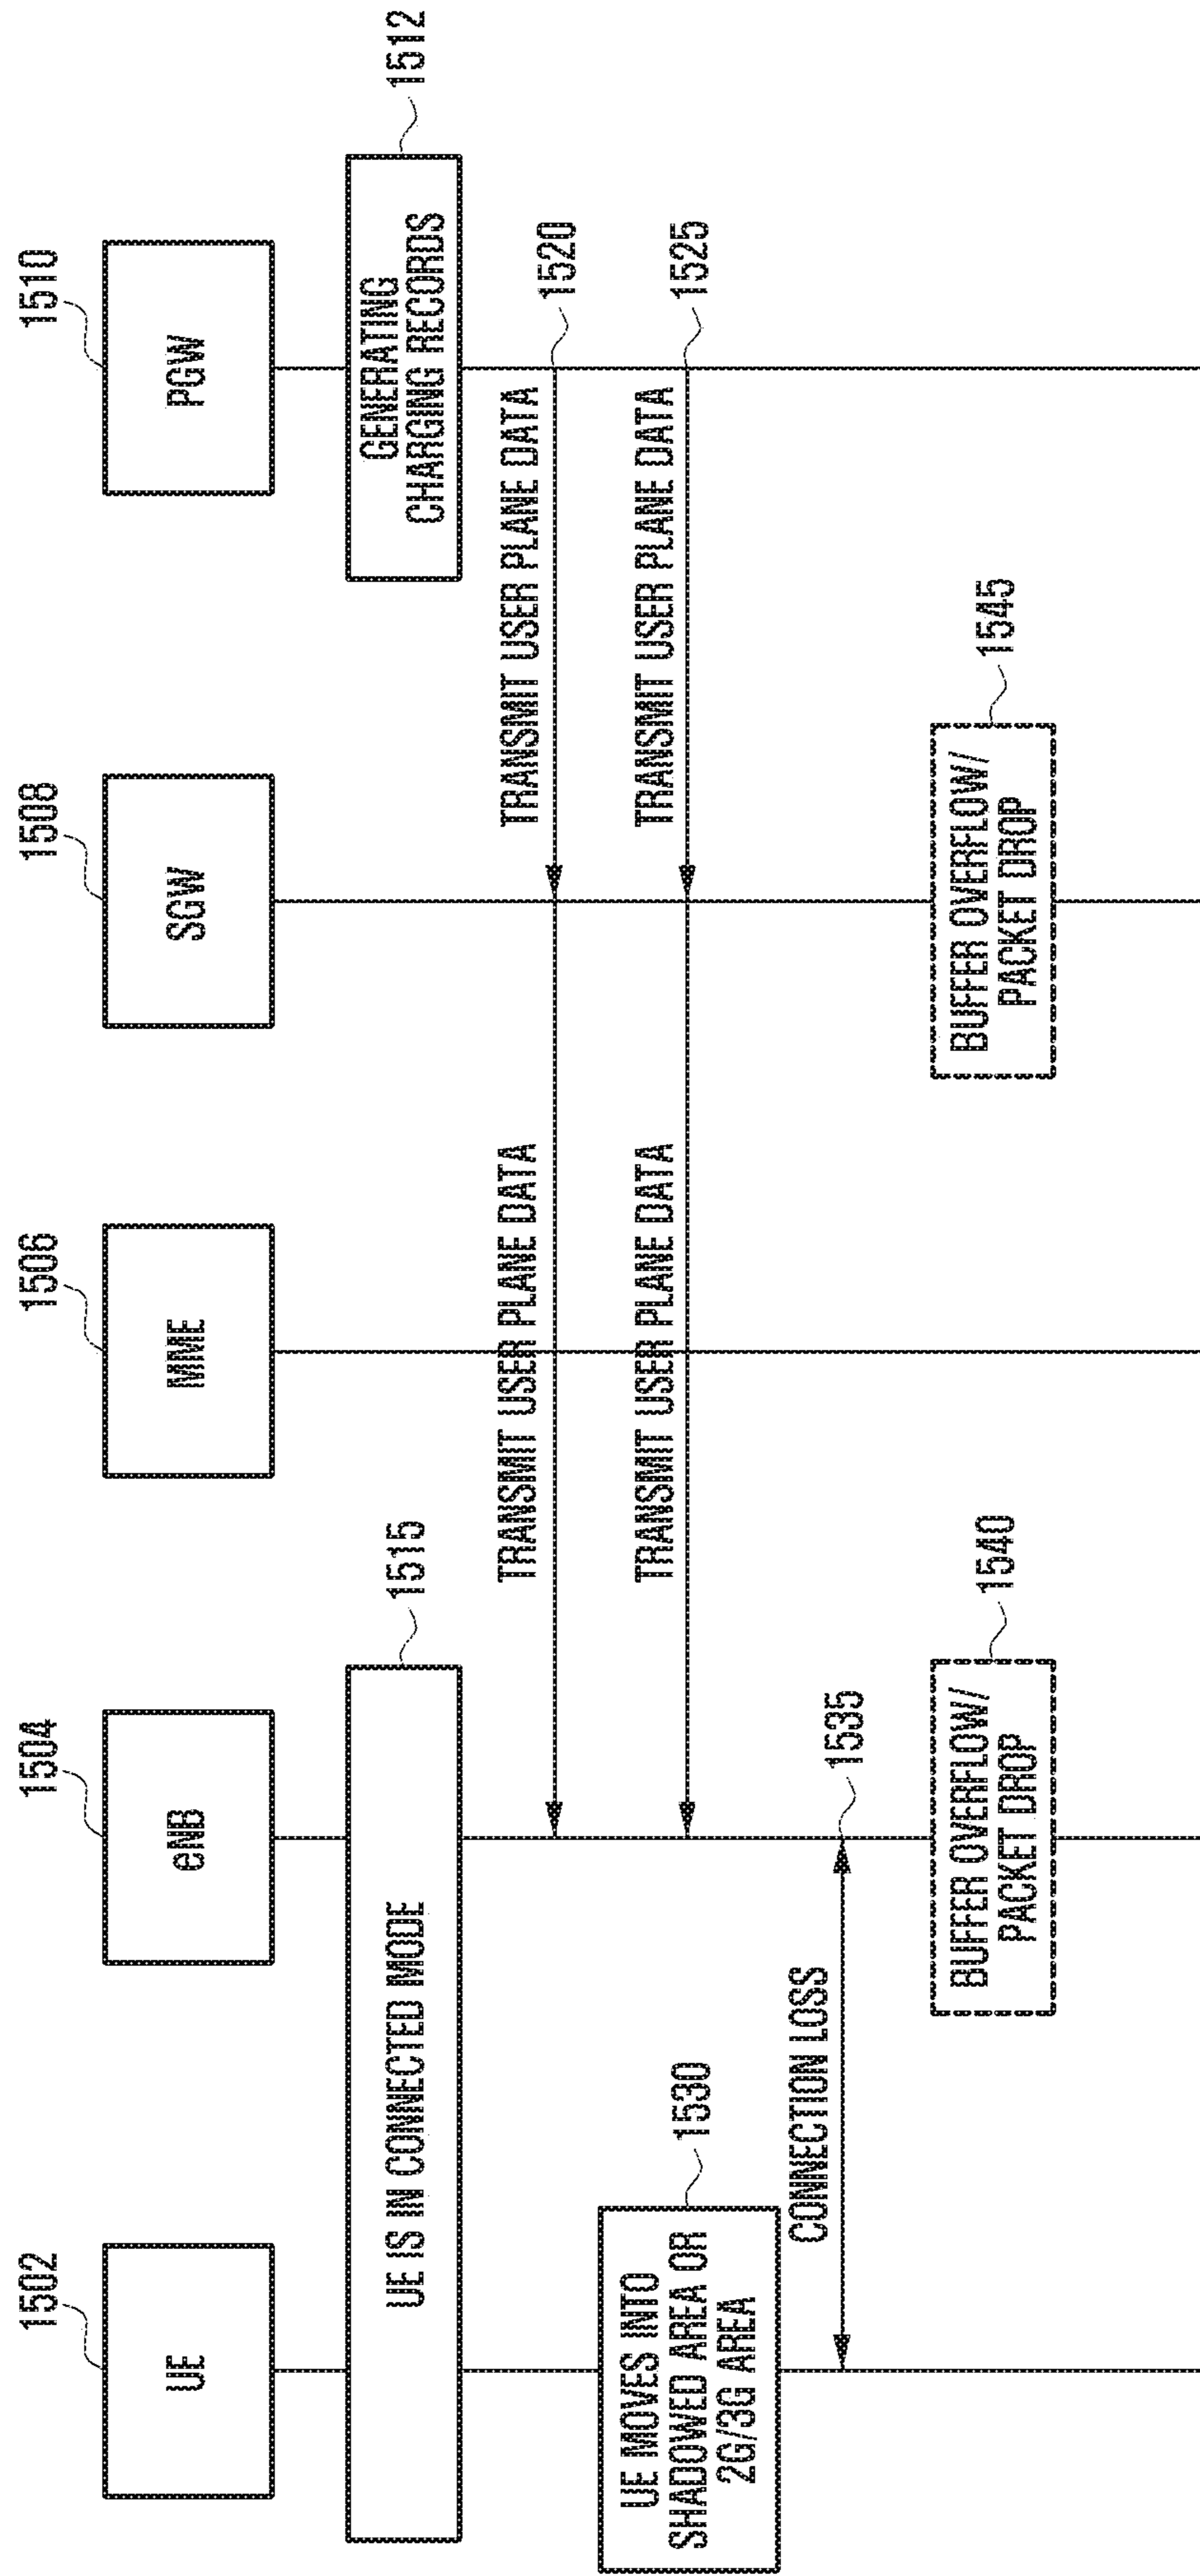 1502
1504
1506
1508
1510
UE
eNB
MME
SGW
PGW
UE IS IN CONNECTED MODE
1515
GENERATING
CHARGING RECORDS
1512
TRANSMIT USER PLANE DATA
TRANSMIT USER PLANE DATA
1520
UE MOVES INTO
SHADOWED AREA OR
2G/3G AREA
1530
TRANSMIT USER PLANE DATA
TRANSMIT USER PLANE DATA
1525
CONNECTION LOSS
1535
BUFFER OVERFLOW/
PACKET DROP
1540
BUFFER OVERFLOW/
PACKET DROP
1545